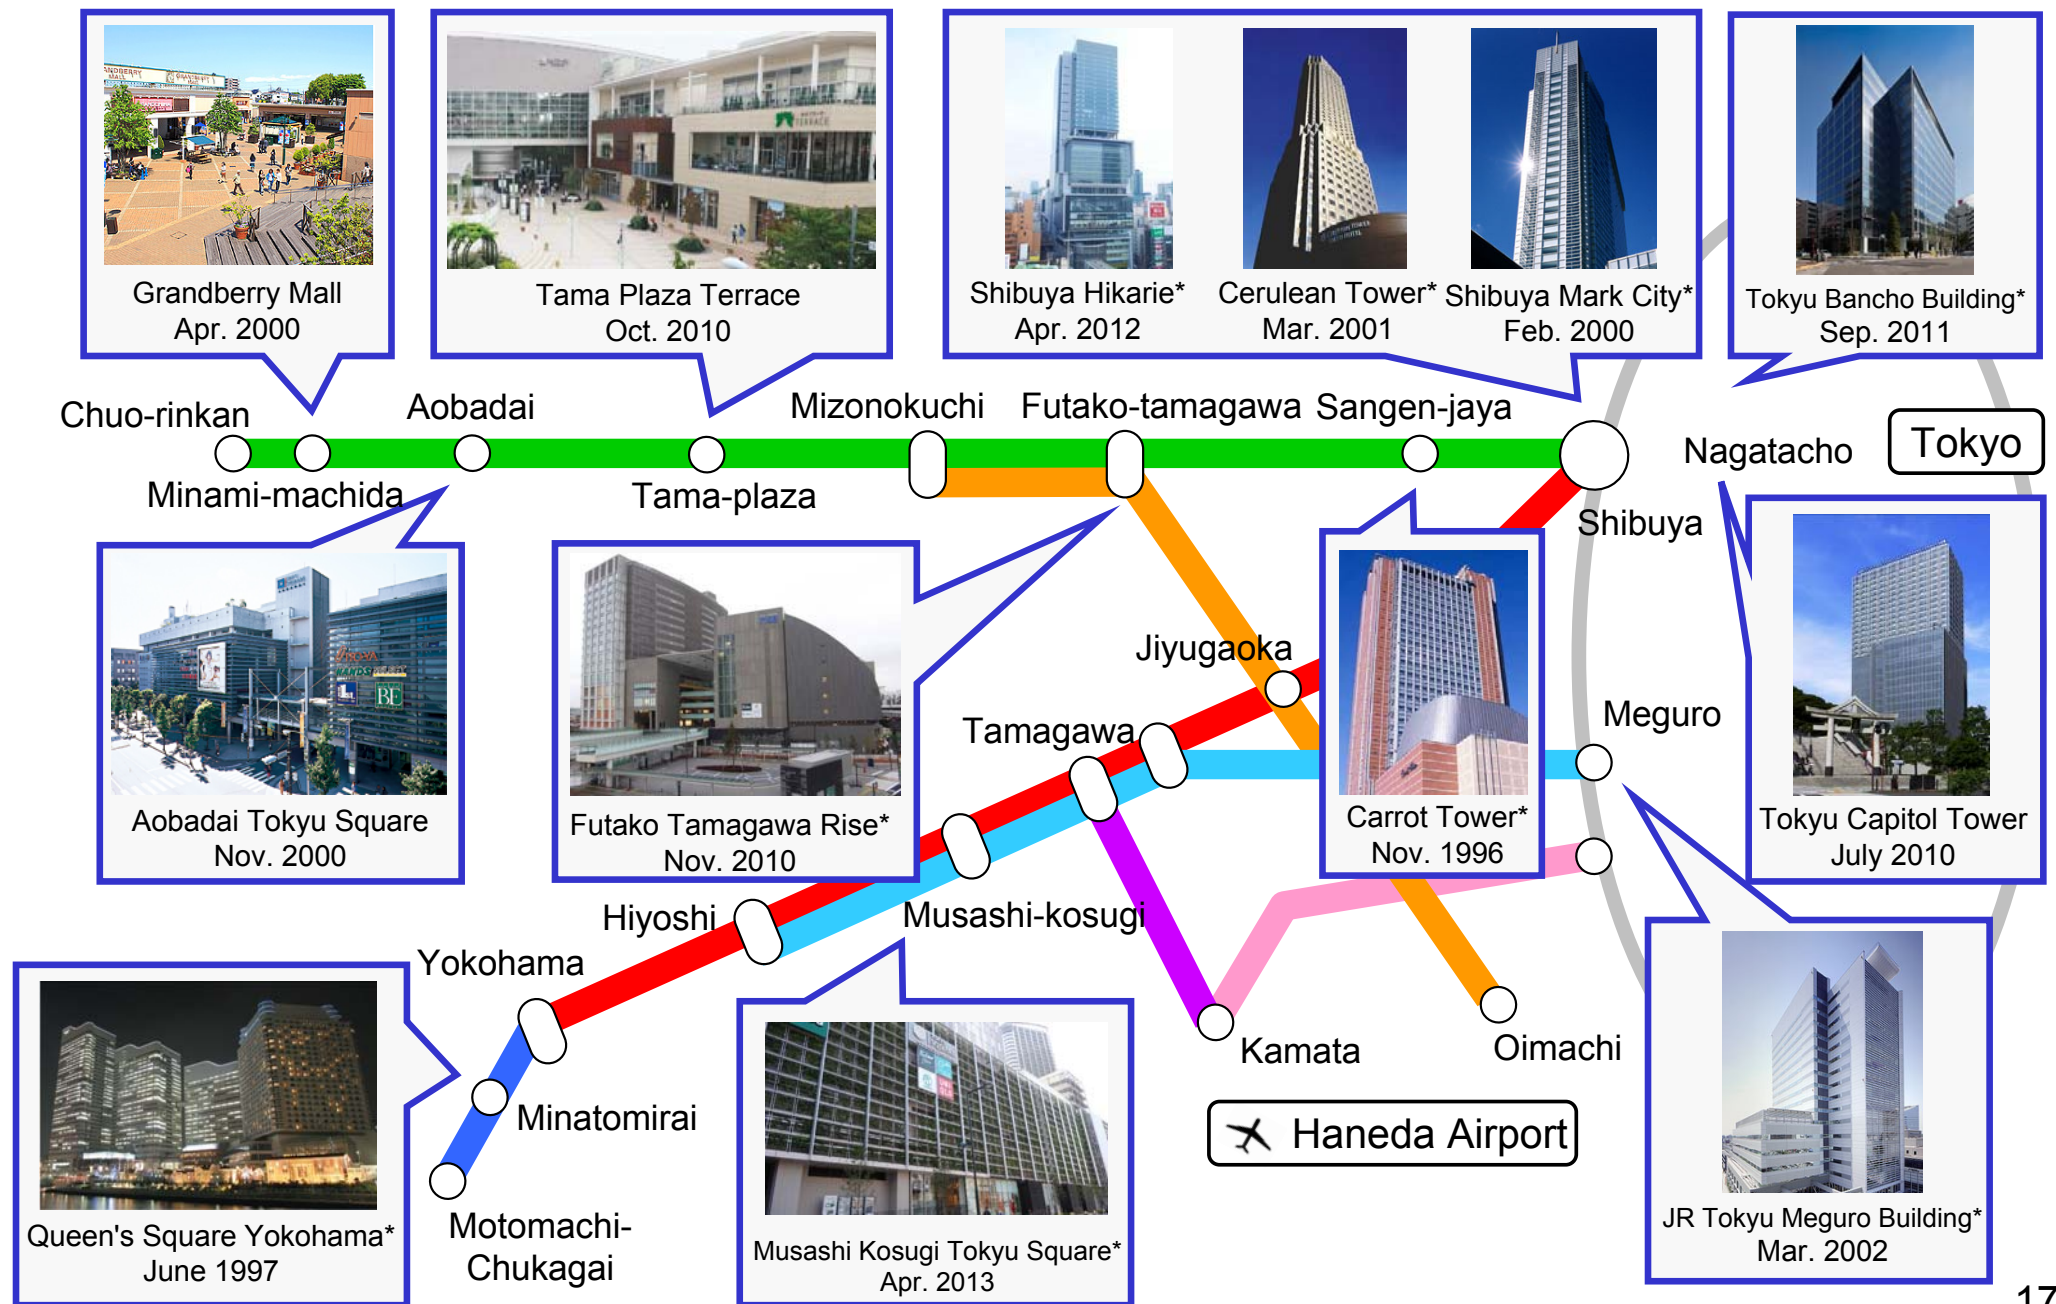 Grandberry Mall
Apr. 2000
Tama Plaza Terrace
Oct. 2010
Shibuya Hikarie*
Apr. 2012
Cerulean Tower*
Mar. 2001
Shibuya Mark City*
Feb. 2000
Tokyu Bancho Building*
Sep. 2011
Chuo-rinkan
Aobadai
Mizonokuchi
Futako-tamagawa
Sangen-jaya
Nagatacho
Tokyo
Minami-machida
Tama-plaza
Shibuya
TERRACE
HANDS
BE
Aobadai Tokyu Square
Nov. 2000
Futako Tamagawa Rise*
Nov. 2010
Jiyugaoka
Tamagawa
Carrot Tower*
Nov. 1996
Meguro
Tokyu Capitol Tower
July 2010
Hiyoshi
Musashi-kosugi
Yokohama
Kamata
Oimachi
Minatomirai
Haneda Airport
Motomachi-
Chukagai
Queen's Square Yokohama*
June 1997
Musashi Kosugi Tokyu Square*
Apr. 2013
JR Tokyu Meguro Building*
Mar. 2002
17